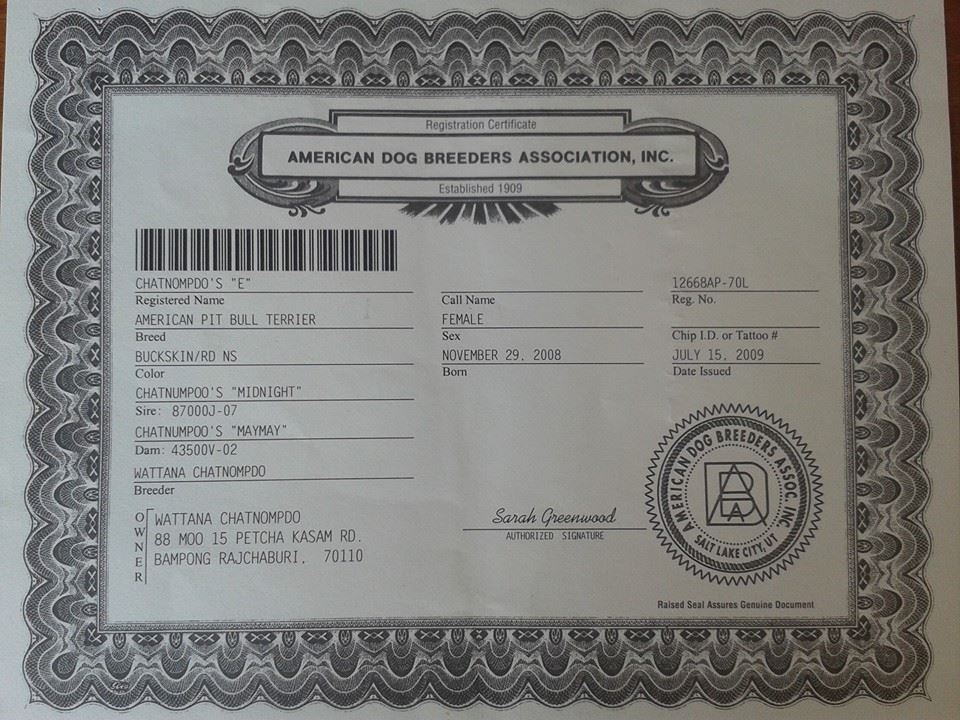 Registration Certificate
AMERICAN DOG BREEDERS ASSOCIATION, INC.
Established 1909
CHATNOMPDO'S "E"
Registered Name
AMERICAN PIT BULL TERRIER
Breed
BUCKSKIN/RD NS
Color
CHATNUMPOO'S "MIDNIGHT"
Sire: 87000J-07
CHATNUMPOO'S "MAYMAY"
Dam: 43500V-02
WATTANA CHATNOMPDO
Breeder
Call Name
FEMALE
Sex
NOVEMBER 29, 2008
Born
12668AP-70L
Reg. No.
Chip I.D. or Tattoo #
JULY 15, 2009
Date Issued
OWNER
WATTANA CHATNOMPDO
88 MOO 15 PETCHA KASAM RD.
BAMPONG RAJCHABURI, 70110
Sarah Greenwood
AUTHORIZED SIGNATURE
AMERICAN DOG BREEDERS ASSOC. INC.
ADBA
SALT LAKE CITY, UT
Raised Seal Assures Genuine Document